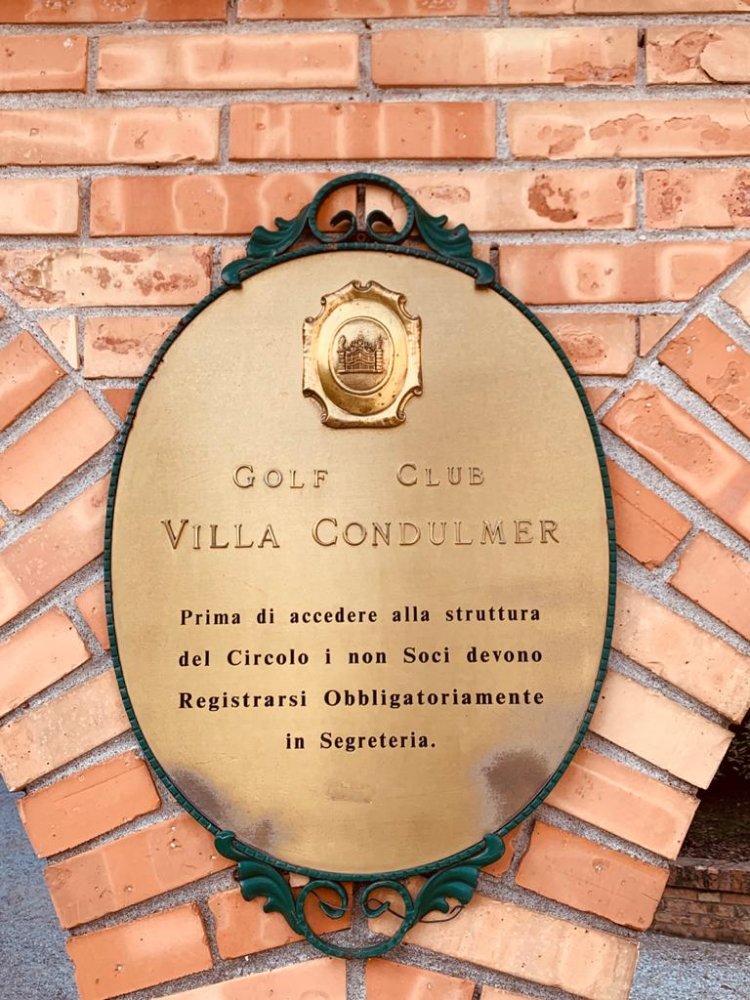 GOLF CLUB
VILLA CONDULMER
Prima di accedere alla struttura
del Circolo i non Soci devono
Registrarsi Obbligatoriamente
in Segreteria.